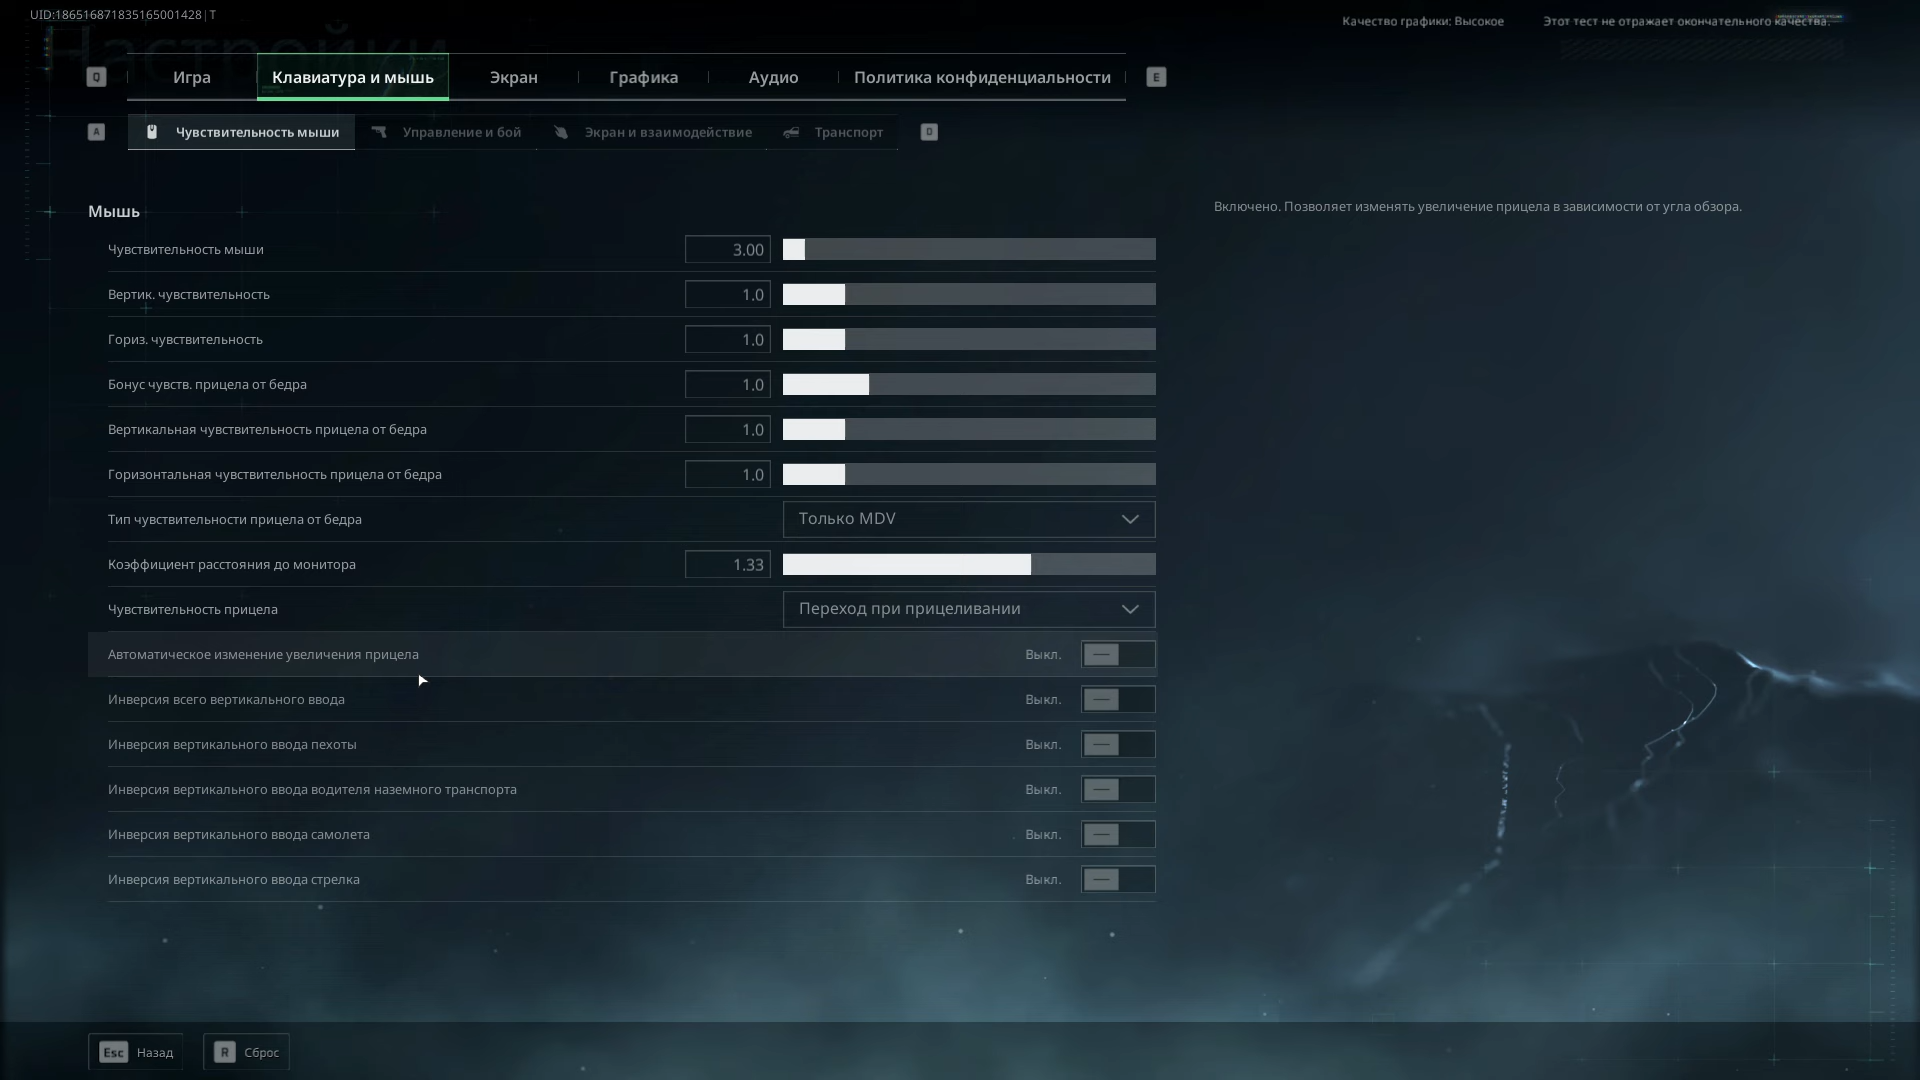 UID:186516871835165001428|T
Качество графики: Высокое
Этот тест не отражает окончательного качества.
Настройки
Q
Игра
Клавиатура и мышь
Экран
Графика
Аудио
Политика конфиденциальности
E
A
Чувствительность мыши
Управление и бой
Экран и взаимодействие
Транспорт
D
Мышь
Включено. Позволяет изменять увеличение прицела в зависимости от угла обзора.
Чувствительность мыши 3.00
Вертик. чувствительность 1.0
Гориз. чувствительность 1.0
Бонус чувств. прицела от бедра 1.0
Вертикальная чувствительность прицела от бедра 1.0
Горизонтальная чувствительность прицела от бедра 1.0
Тип чувствительности прицела от бедра Только MDV
Коэффициент расстояния до монитора 1.33
Чувствительность прицела Переход при прицеливании
Автоматическое изменение увеличения прицела Выкл.
Инверсия всего вертикального ввода Выкл.
Инверсия вертикального ввода пехоты Выкл.
Инверсия вертикального ввода водителя наземного транспорта Выкл.
Инверсия вертикального ввода самолета Выкл.
Инверсия вертикального ввода стрелка Выкл.
Esc Назад
R Сброс